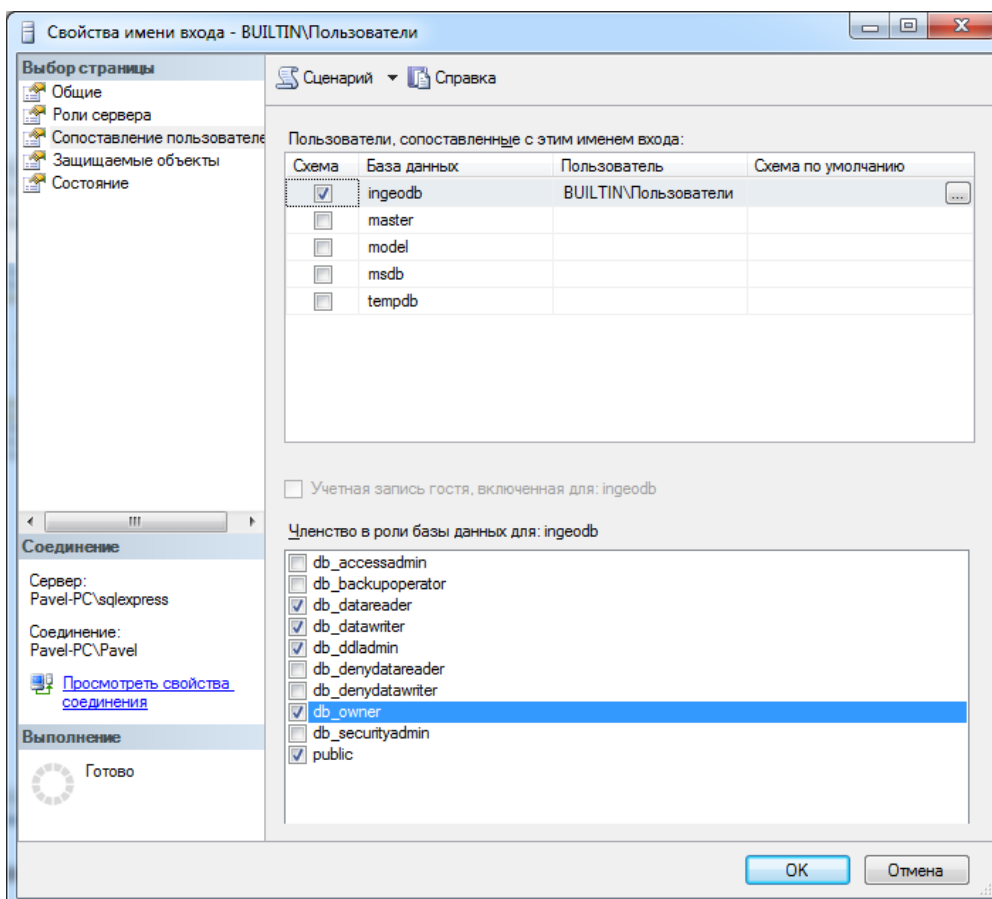 Свойства имени входа - BUILTIN\Пользователи
Выбор страницы
Общие
Роли сервера
Сопоставление пользователе
Защищаемые объекты
Состояние
Сценарий
Справка
Пользователи, сопоставленные с этим именем входа:
Схема База данных Пользователь Схема по умолчанию
ingeodb BUILTIN\Пользователи ...
master
model
msdb
tempdb
Учетная запись гостя, включенная для: ingeodb
Членство в роли базы данных для: ingeodb
db_accessadmin
db_backupoperator
db_datareader
db_datawriter
db_ddladmin
db_denydatareader
db_denydatawriter
db_owner
db_securityadmin
public
Соединение
Сервер:
Pavel-PC\sqlexpress
Соединение:
Pavel-PC\Pavel
Просмотреть свойства
соединения
Выполнение
Готово
OK
Отмена